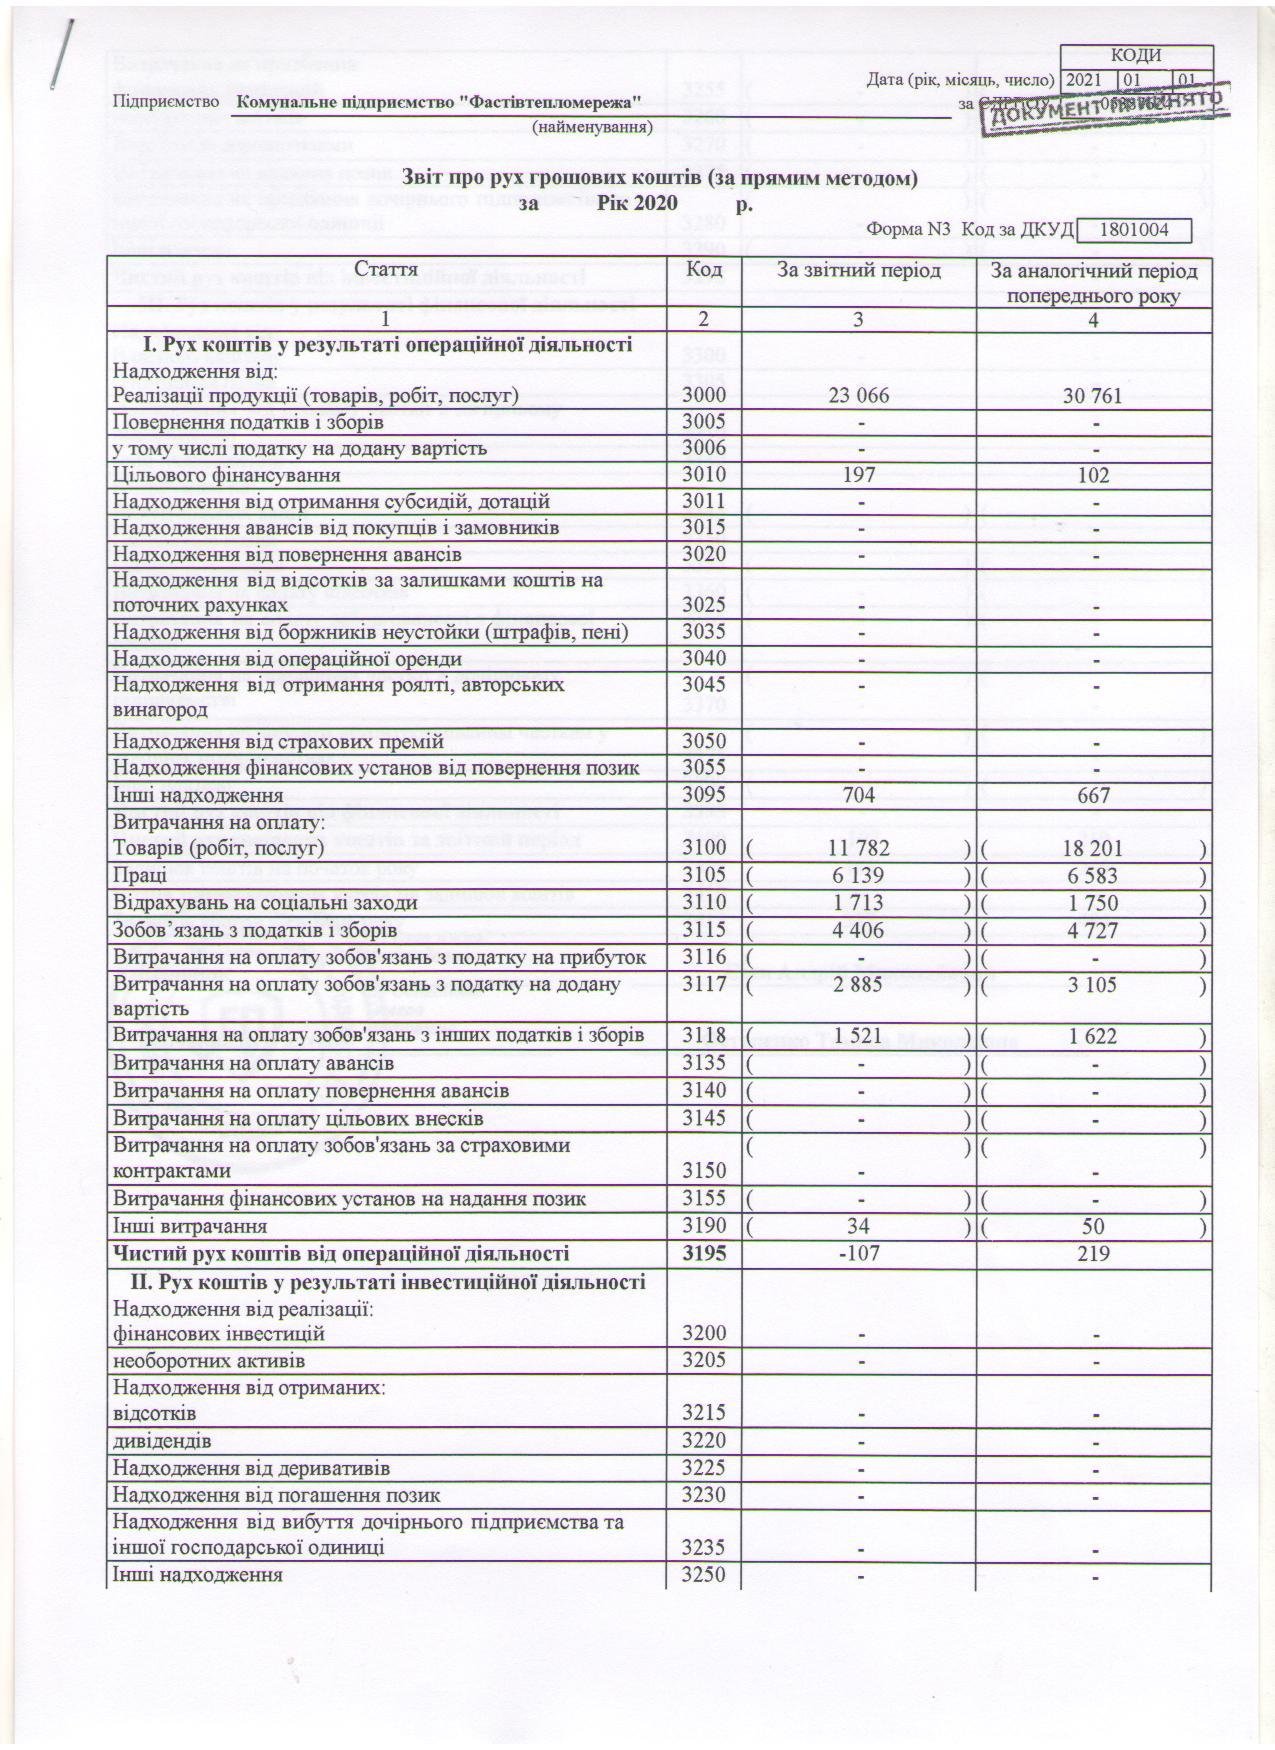 КОДИ
Дата (рік, місяць, число) 2021 01 01
Підприємство Комунальне підприємство "Фастівтепломережа" за ЄДРПОУ
ДОКУМЕНТ ПРИЙНЯТО
(найменування)
Звіт про рух грошових коштів (за прямим методом)
за Рік 2020 р.
Форма N3 Код за ДКУД 1801004
Стаття Код За звітний період За аналогічний період
попереднього року
1 2 3 4
I. Рух коштів у результаті операційної діяльності
Надходження від:
Реалізації продукції (товарів, робіт, послуг) 3000 23 066 30 761
Повернення податків і зборів 3005 - -
у тому числі податку на додану вартість 3006 - -
Цільового фінансування 3010 197 102
Надходження від отримання субсидій, дотацій 3011 - -
Надходження авансів від покупців і замовників 3015 - -
Надходження від повернення авансів 3020 - -
Надходження від відсотків за залишками коштів на
поточних рахунках 3025 - -
Надходження від боржників неустойки (штрафів, пені) 3035 - -
Надходження від операційної оренди 3040 - -
Надходження від отримання роялті, авторських 3045 - -
винагород
Надходження від страхових премій 3050 - -
Надходження фінансових установ від повернення позик 3055 - -
Інші надходження 3095 704 667
Витрачання на оплату:
Товарів (робіт, послуг) 3100 ( 11 782 ) ( 18 201 )
Праці 3105 ( 6 139 ) ( 6 583 )
Відрахувань на соціальні заходи 3110 ( 1 713 ) ( 1 750 )
Зобов’язань з податків і зборів 3115 ( 4 406 ) ( 4 727 )
Витрачання на оплату зобов'язань з податку на прибуток 3116 ( - ) ( - )
Витрачання на оплату зобов'язань з податку на додану 3117 ( 2 885 ) ( 3 105 )
вартість
Витрачання на оплату зобов'язань з інших податків і зборів 3118 ( 1 521 ) ( 1 622 )
Витрачання на оплату авансів 3135 ( - ) ( - )
Витрачання на оплату повернення авансів 3140 ( - ) ( - )
Витрачання на оплату цільових внесків 3145 ( - ) ( - )
Витрачання на оплату зобов'язань за страховими ( ) ( )
контрактами 3150 - -
Витрачання фінансових установ на надання позик 3155 ( - ) ( - )
Інші витрачання 3190 ( 34 ) ( 50 )
Чистий рух коштів від операційної діяльності 3195 -107 219
II. Рух коштів у результаті інвестиційної діяльності
Надходження від реалізації:
фінансових інвестицій 3200 - -
необоротних активів 3205 - -
Надходження від отриманих:
відсотків 3215 - -
дивідендів 3220 - -
Надходження від деривативів 3225 - -
Надходження від погашення позик 3230 - -
Надходження від вибуття дочірнього підприємства та
іншої господарської одиниці 3235 - -
Інші надходження 3250 - -